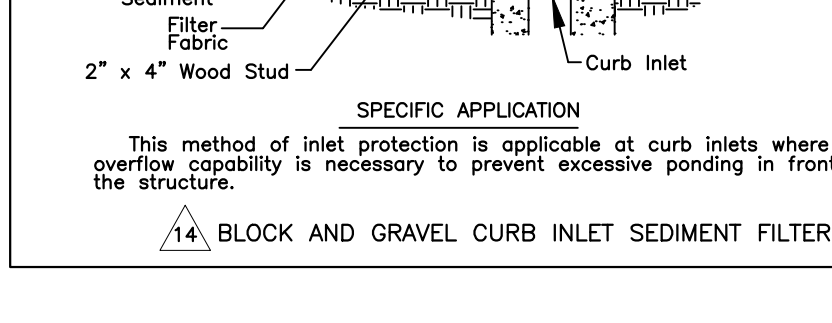 Sediment
Filter
Fabric
2" x 4" Wood Stud
Curb Inlet
SPECIFIC APPLICATION
This method of inlet protection is applicable at curb inlets where
overflow capability is necessary to prevent excessive ponding in front
the structure.
14 BLOCK AND GRAVEL CURB INLET SEDIMENT FILTER